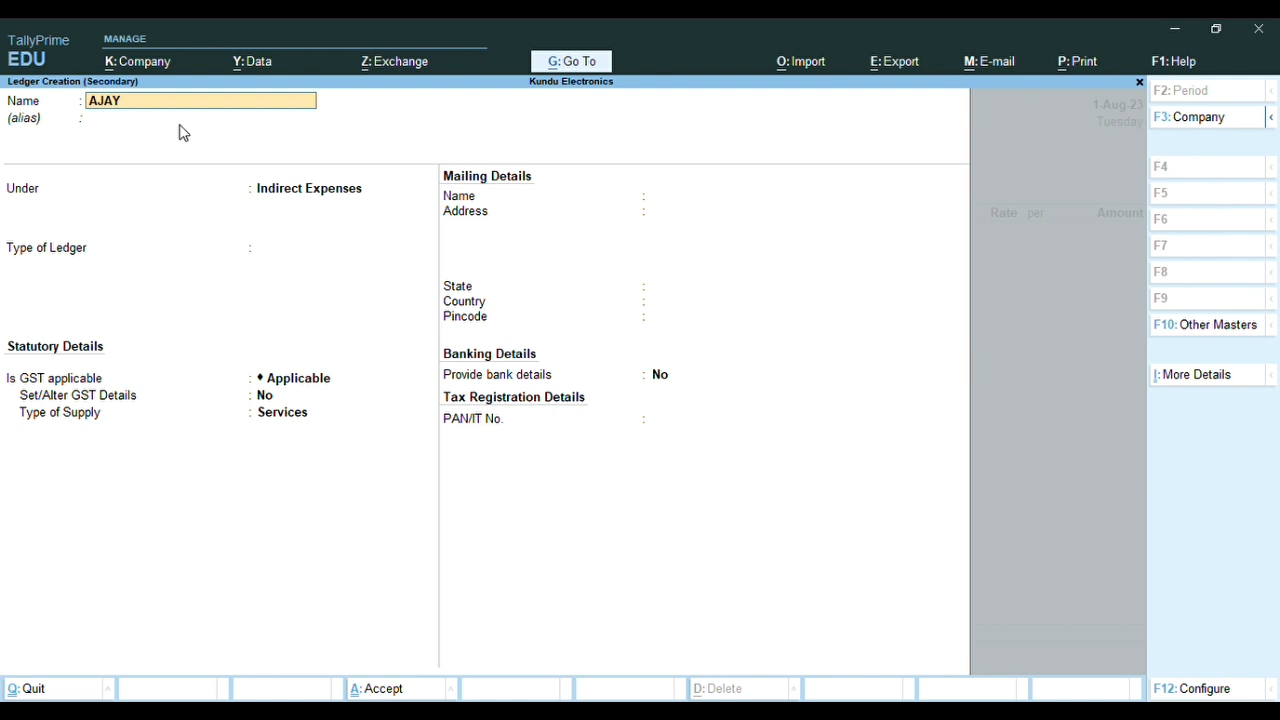 TallyPrime
EDU
MANAGE
K: Company
Y: Data
Z: Exchange
G: Go To
O: Import
E: Export
M: E-mail
P: Print
F1: Help
Ledger Creation (Secondary)
Kundu Electronics
Name : AJAY
(alias) :
1-Aug-23
Tuesday
Rate per Amount
Under : Indirect Expenses
Type of Ledger :
Statutory Details
Is GST applicable : ♦ Applicable
Set/Alter GST Details : No
Type of Supply : Services
Mailing Details
Name :
Address :
State :
Country :
Pincode :
Banking Details
Provide bank details : No
Tax Registration Details
PAN/IT No. :
F2: Period
F3: Company
F4
F5
F6
F7
F8
F9
F10: Other Masters
I: More Details
Q: Quit
A: Accept
D: Delete
F12: Configure